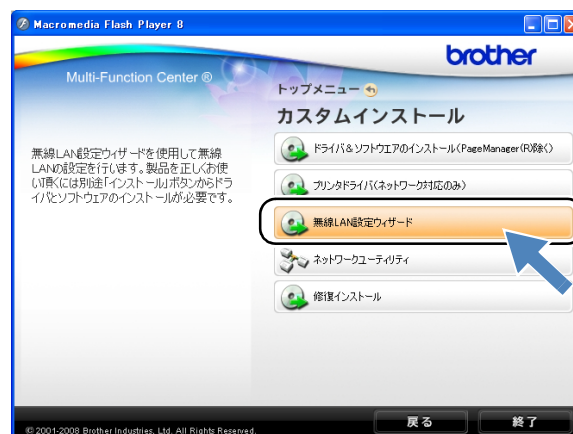 Macromedia Flash Player 8
brother
Multi-Function Center ®
トップメニュー
カスタムインストール
無線LAN設定ウィザードを使用して無線
LANの設定を行います。製品を正しくお使
い頂くには別途「インストール」ボタンからドラ
イバとソフトウェアのインストールが必要です。
ドライバ&ソフトウエアのインストール(PageManager(R)除く)
プリンタドライバ(ネットワーク対応のみ)
無線LAN設定ウィザード
ネットワークユーティリティ
修復インストール
戻る
終了
© 2001-2008 Brother Industries, Ltd. All Rights Reserved.